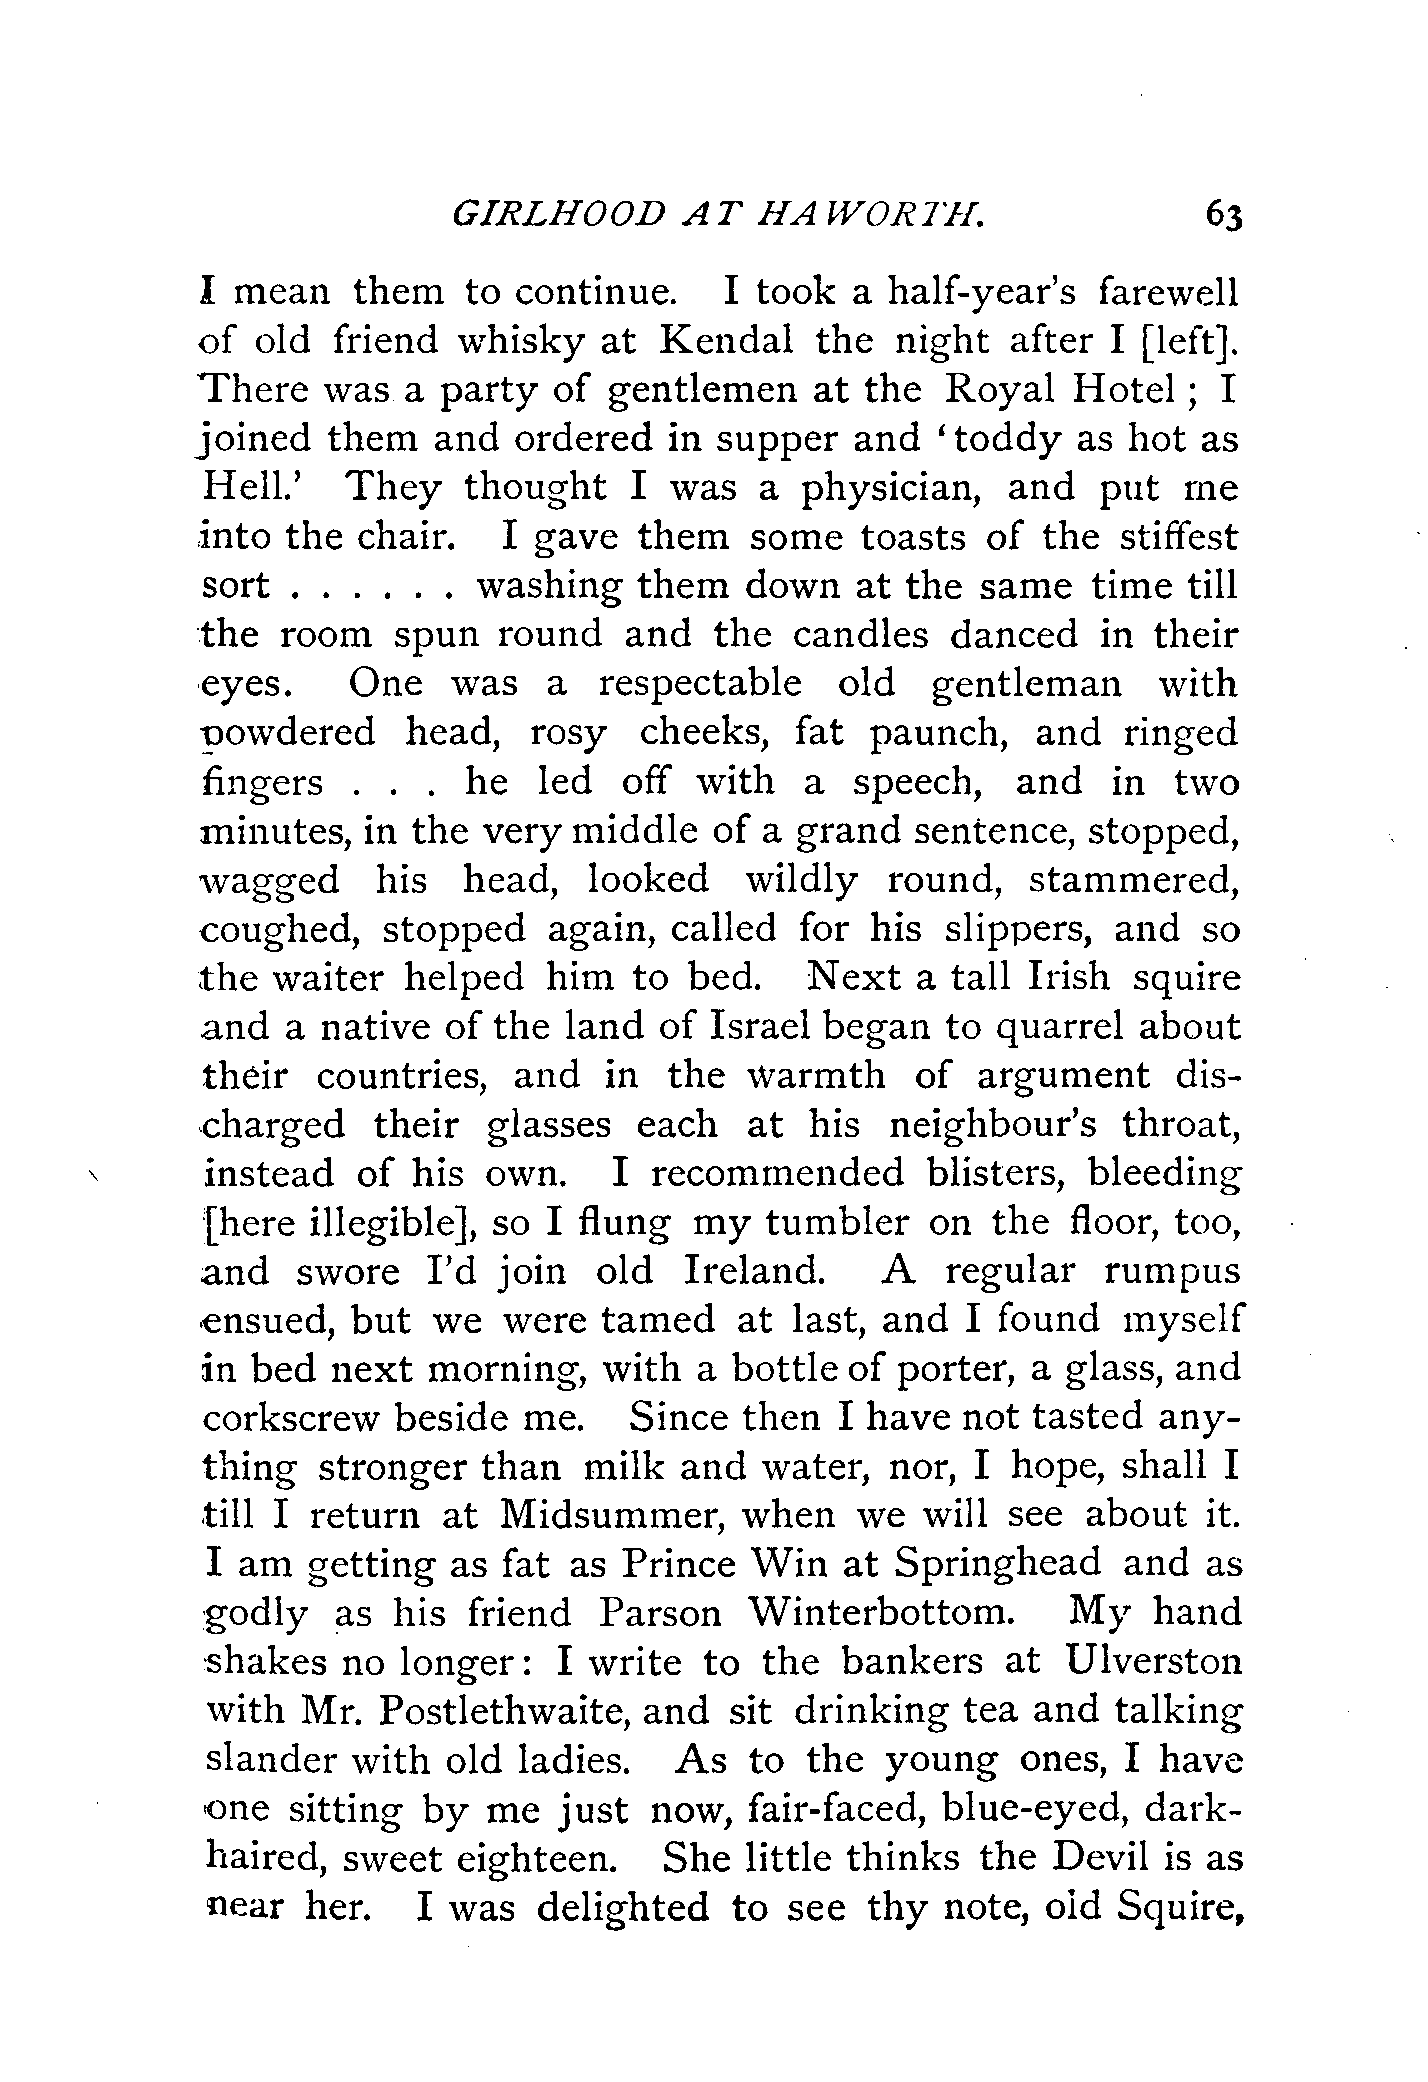 GIRLHOOD AT HAWORTH. 63
I mean them to continue. I took a half-year's farewell
of old friend whisky at Kendal the night after I [left].
There was a party of gentlemen at the Royal Hotel ; I
joined them and ordered in supper and ‘toddy as hot as
Hell.’ They thought I was a physician, and put me
into the chair. I gave them some toasts of the stiffest
sort . . . . . . washing them down at the same time till
the room spun round and the candles danced in their
eyes. One was a respectable old gentleman with
powdered head, rosy cheeks, fat paunch, and ringed
fingers . . . he led off with a speech, and in two
minutes, in the very middle of a grand sentence, stopped,
wagged his head, looked wildly round, stammered,
coughed, stopped again, called for his slippers, and so
the waiter helped him to bed. Next a tall Irish squire
and a native of the land of Israel began to quarrel about
their countries, and in the warmth of argument dis-
charged their glasses each at his neighbour's throat,
instead of his own. I recommended blisters, bleeding
[here illegible], so I flung my tumbler on the floor, too,
and swore I'd join old Ireland. A regular rumpus
ensued, but we were tamed at last, and I found myself
in bed next morning, with a bottle of porter, a glass, and
corkscrew beside me. Since then I have not tasted any-
thing stronger than milk and water, nor, I hope, shall I
till I return at Midsummer, when we will see about it.
I am getting as fat as Prince Win at Springhead and as
godly as his friend Parson Winterbottom. My hand
shakes no longer: I write to the bankers at Ulverston
with Mr. Postlethwaite, and sit drinking tea and talking
slander with old ladies. As to the young ones, I have
one sitting by me just now, fair-faced, blue-eyed, dark-
haired, sweet eighteen. She little thinks the Devil is as
near her. I was delighted to see thy note, old Squire,